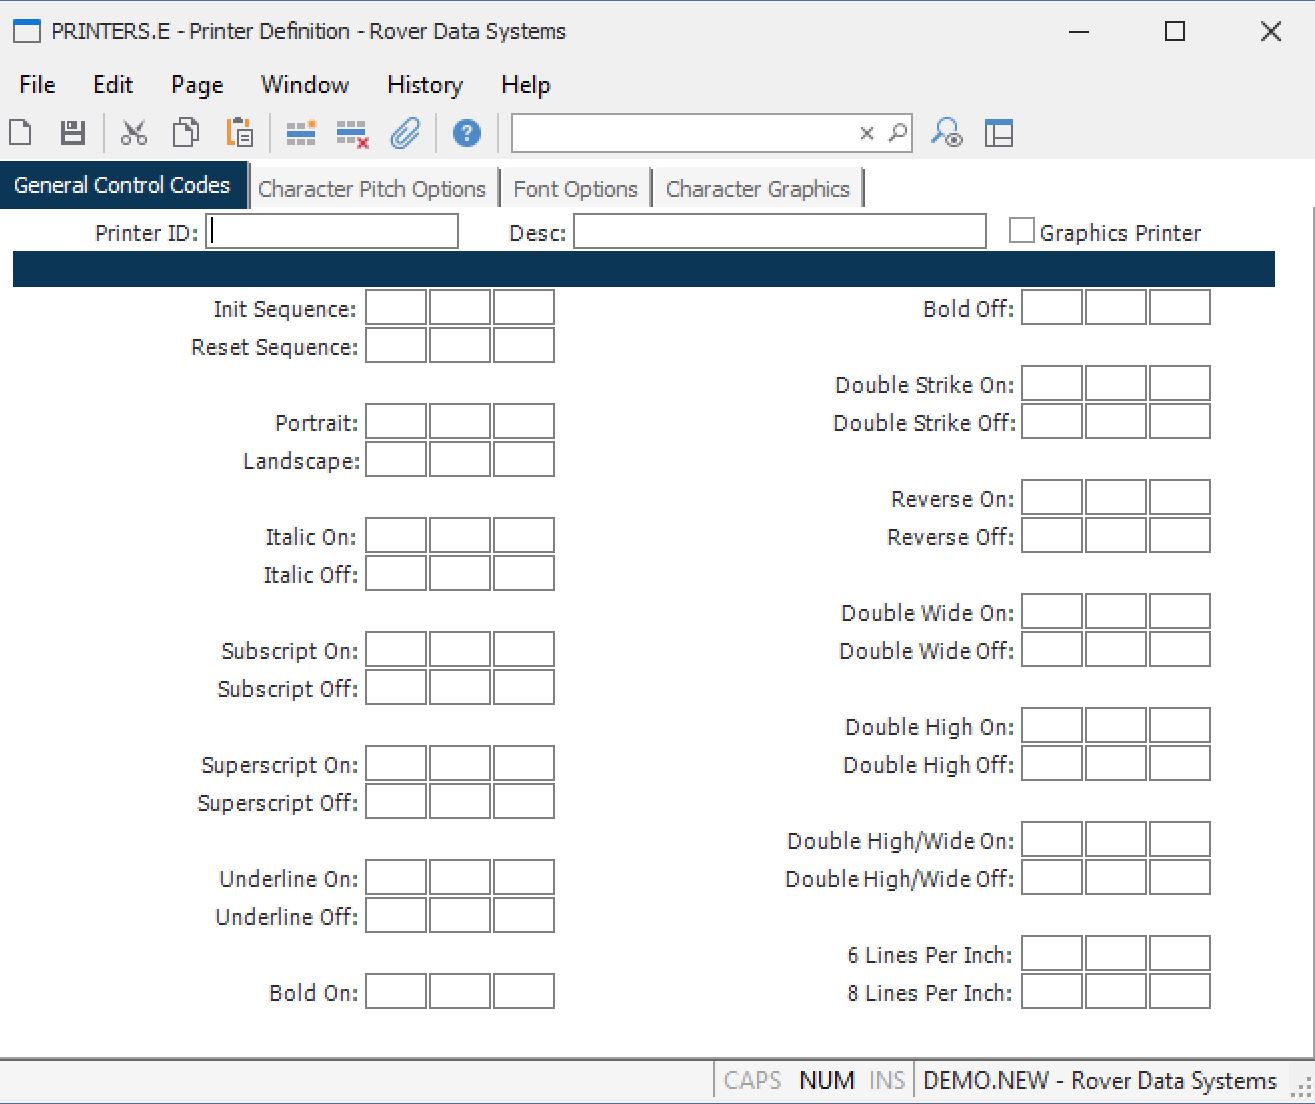 PRINTERS.E - Printer Definition - Rover Data Systems
File Edit Page Window History Help
General Control Codes Character Pitch Options Font Options Character Graphics
Printer ID: Desc: Graphics Printer
Init Sequence: Bold Off:
Reset Sequence:
Double Strike On:
Portrait: Double Strike Off:
Landscape:
Reverse On:
Italic On: Reverse Off:
Italic Off:
Double Wide On:
Subscript On: Double Wide Off:
Subscript Off:
Double High On:
Superscript On: Double High Off:
Superscript Off:
Double High/Wide On:
Underline On: Double High/Wide Off:
Underline Off:
6 Lines Per Inch:
Bold On: 8 Lines Per Inch:
CAPS NUM INS DEMO.NEW - Rover Data Systems